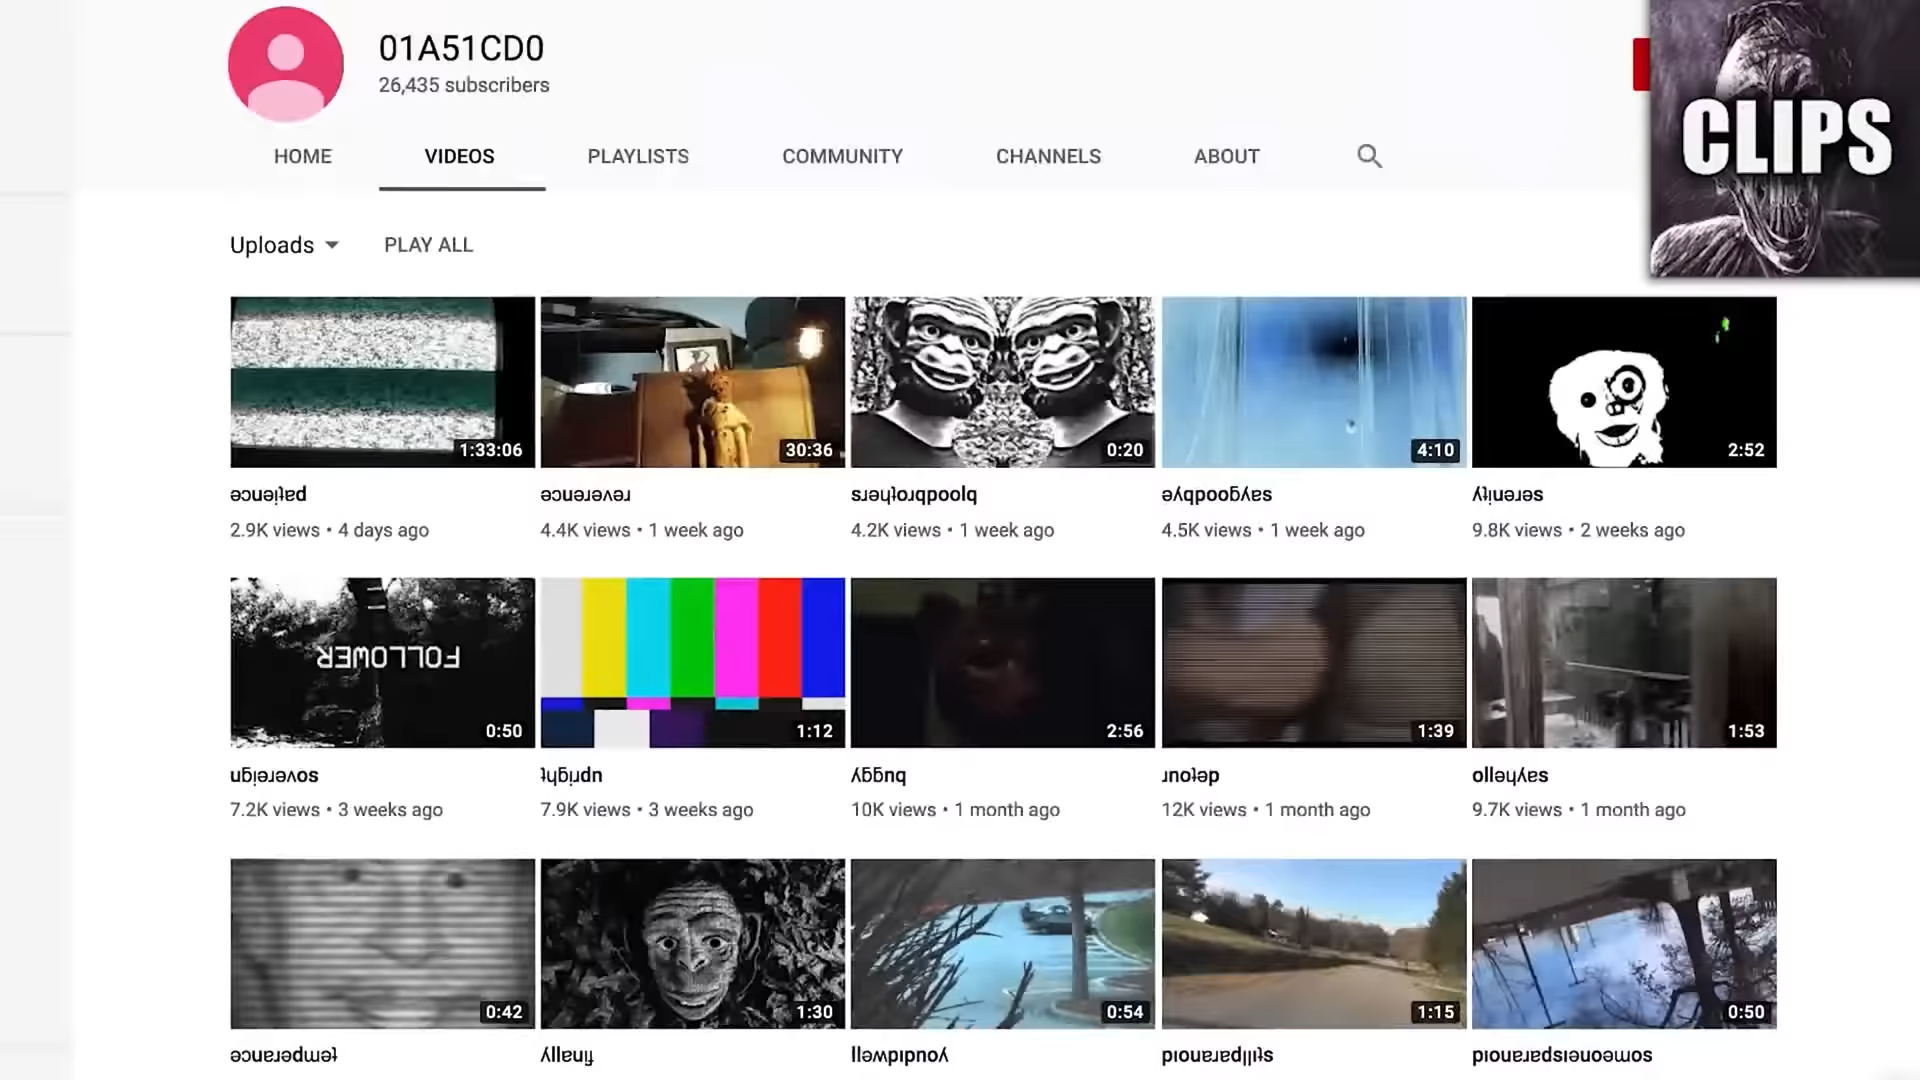 01A51CD0
26,435 subscribers
CLIPS
HOME VIDEOS PLAYLISTS COMMUNITY CHANNELS ABOUT
Uploads PLAY ALL
1:33:06 30:36 0:20 4:10 2:52
ǝɔuǝᴉʇɐd ǝɔuǝɹǝʌǝɹ sɹǝɥʇoɹqpoolq ǝʎqpooƃʎɐs ʎʇᴉuǝɹǝs
2.9K views • 4 days ago 4.4K views • 1 week ago 4.2K views • 1 week ago 4.5K views • 1 week ago 9.8K views • 2 weeks ago
FOLLOWER
0:50 1:12 2:56 1:39 1:53
uƃᴉǝɹǝʌos ʇɥƃᴉɹdn ʎƃƃnq ɹnoʇǝp ollǝɥʎɐs
7.2K views • 3 weeks ago 7.9K views • 3 weeks ago 10K views • 1 month ago 12K views • 1 month ago 9.7K views • 1 month ago
0:42 1:30 0:54 1:15 0:50
ǝɔuɐɹǝdɯǝʇ ʎllɐuᴉɟ llǝʍpᴉpnoʎ pᴉouɐɹɐdllᴉʇs pᴉouɐɹɐdsᴉǝuoǝɯos